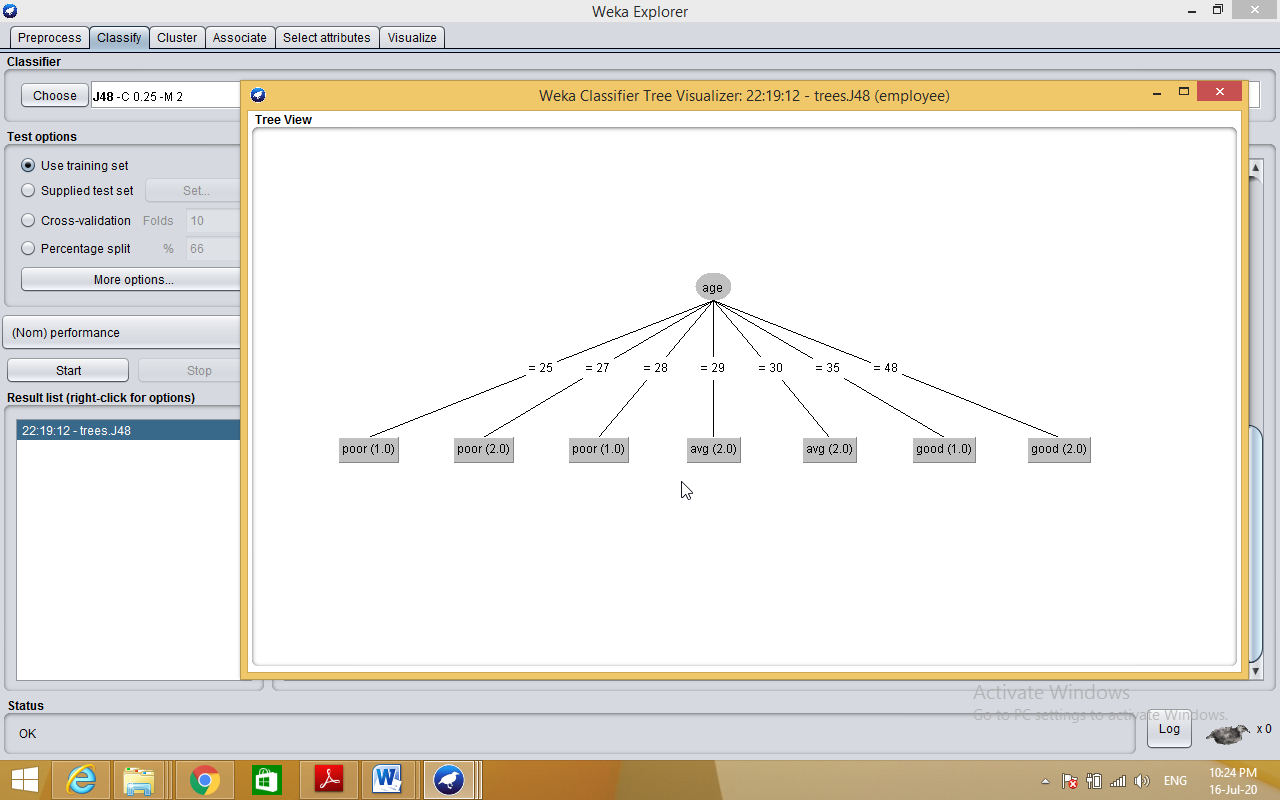 Weka Explorer
Preprocess Classify Cluster Associate Select attributes Visualize
Classifier
Choose J48 -C 0.25 -M 2
Weka Classifier Tree Visualizer: 22:19:12 - trees.J48 (employee)
Tree View
Test options
Use training set
Supplied test set Set...
Cross-validation Folds 10
Percentage split % 66
More options...
(Nom) performance
Start Stop
Result list (right-click for options)
22:19:12 - trees.J48
age
= 25 = 27 = 28 = 29 = 30 = 35 = 48
poor (1.0) poor (2.0) poor (1.0) avg (2.0) avg (2.0) good (1.0) good (2.0)
Activate Windows
Go to PC settings to activate Windows.
Status
OK
Log x 0
ENG
10:24 PM
16-Jul-20